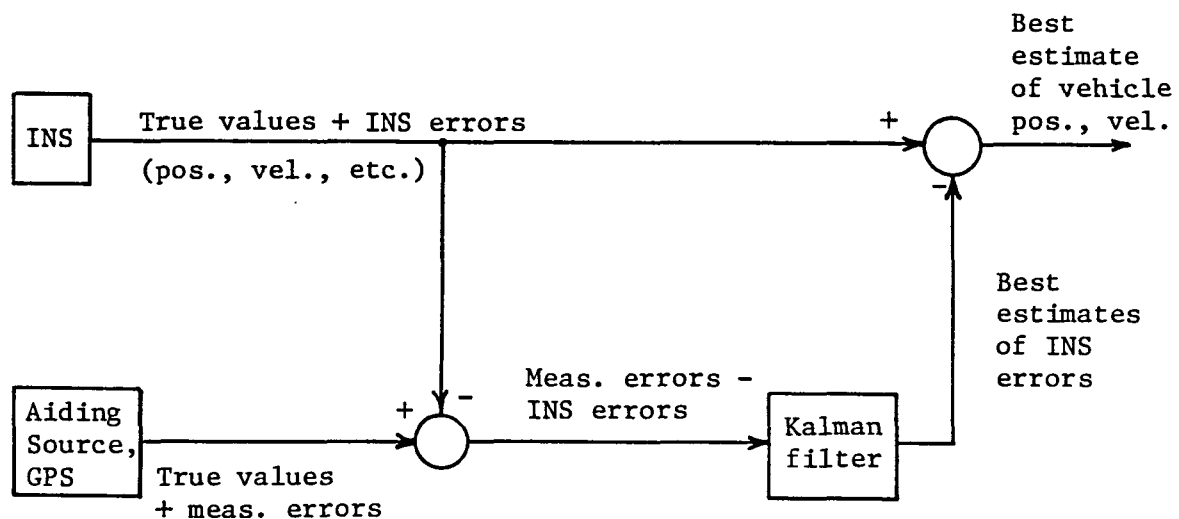 Best
estimate
of vehicle
pos., vel.
INS
True values + INS errors
(pos., vel., etc.)
+
-
Best
estimates
of INS
errors
Aiding
Source,
GPS
True values
+ meas. errors
+
-
Meas. errors -
INS errors
Kalman
filter